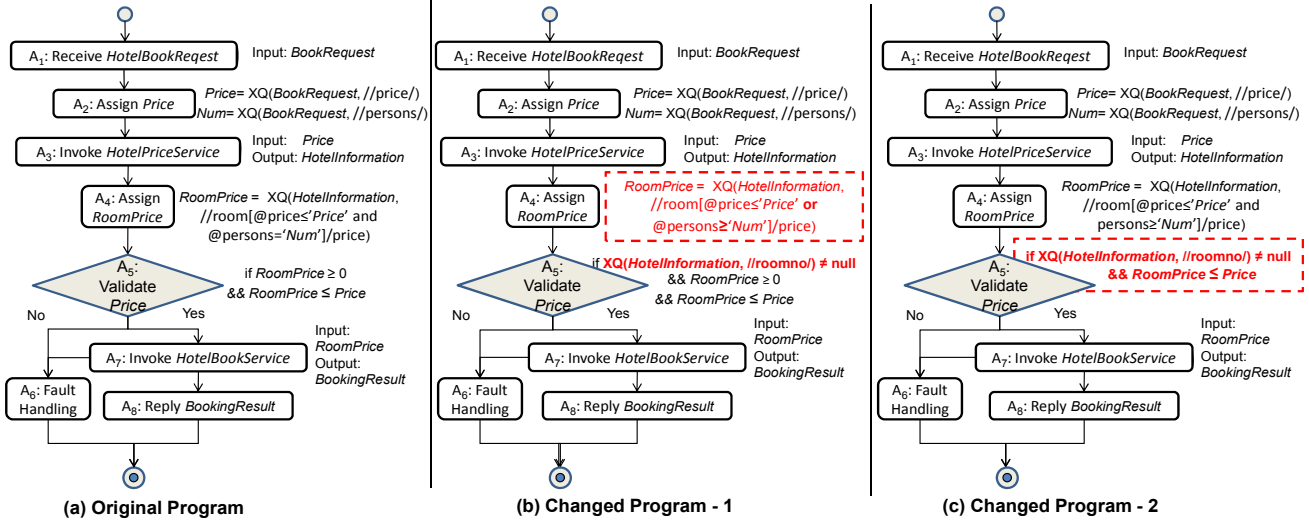 A1: Receive HotelBookReqest
Input: BookRequest
A2: Assign Price
Price= XQ(BookRequest, //price/)
Num= XQ(BookRequest, //persons/)
A3: Invoke HotelPriceService
Input: Price
Output: HotelInformation
A4: Assign
RoomPrice
RoomPrice = XQ(HotelInformation,
//room[@price≤'Price' and
@persons='Num']/price)
A5:
Validate
Price
if RoomPrice ≥ 0
&& RoomPrice ≤ Price
No
Yes
Input:
RoomPrice
Output:
BookingResult
A7: Invoke HotelBookService
A6: Fault
Handling
A8: Reply BookingResult
(a) Original Program
A1: Receive HotelBookReqest
Input: BookRequest
A2: Assign Price
Price= XQ(BookRequest, //price/)
Num= XQ(BookRequest, //persons/)
A3: Invoke HotelPriceService
Input: Price
Output: HotelInformation
A4: Assign
RoomPrice
RoomPrice = XQ(HotelInformation,
//room[@price≤'Price' or
@persons≥'Num']/price)
A5:
Validate
Price
if XQ(HotelInformation, //roomno/) ≠ null
&& RoomPrice ≥ 0
&& RoomPrice ≤ Price
No
Yes
Input:
RoomPrice
Output:
BookingResult
A7: Invoke HotelBookService
A6: Fault
Handling
A8: Reply BookingResult
(b) Changed Program - 1
A1: Receive HotelBookReqest
Input: BookRequest
A2: Assign Price
Price= XQ(BookRequest, //price/)
Num= XQ(BookRequest, //persons/)
A3: Invoke HotelPriceService
Input: Price
Output: HotelInformation
A4: Assign
RoomPrice
RoomPrice = XQ(HotelInformation,
//room[@price≤'Price' and
persons≥'Num']/price)
A5:
Validate
Price
if XQ(HotelInformation, //roomno/) ≠ null
&& RoomPrice ≤ Price
No
Yes
Input:
RoomPrice
Output:
BookingResult
A7: Invoke HotelBookService
A6: Fault
Handling
A8: Reply BookingResult
(c) Changed Program - 2